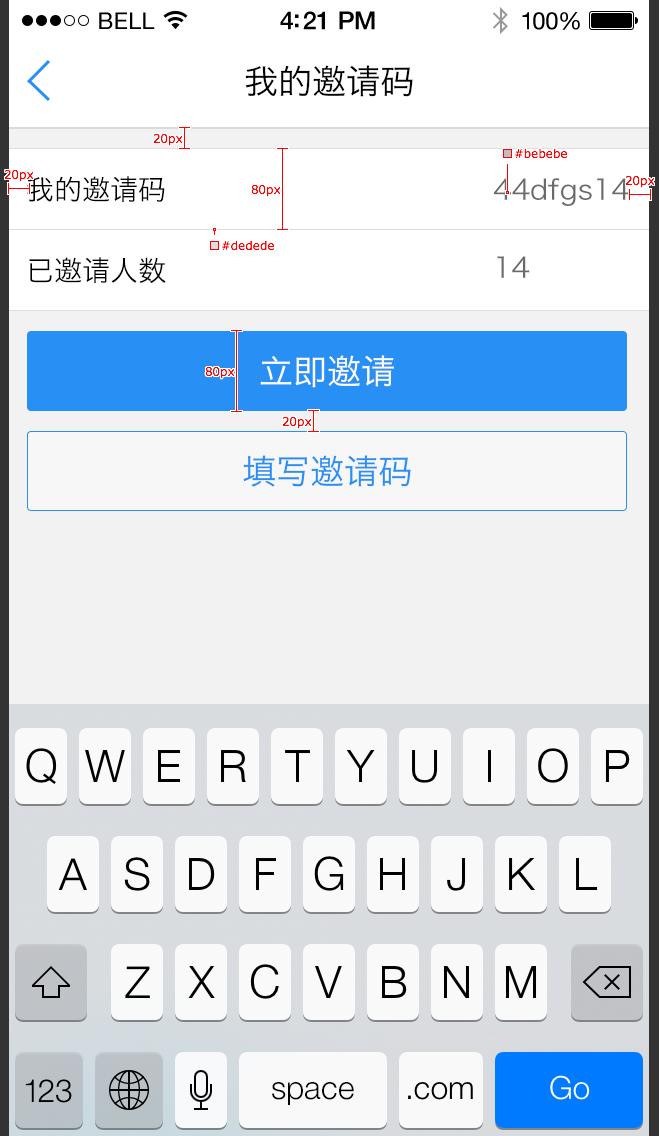 BELL 4:21 PM 100%
我的邀请码
20px
#bebebe
20px 我的邀请码 80px 44dfgs14 20px
#dedede
已邀请人数 14
80px 立即邀请
20px
填写邀请码
Q W E R T Y U I O P
A S D F G H J K L
Z X C V B N M
123 space .com Go